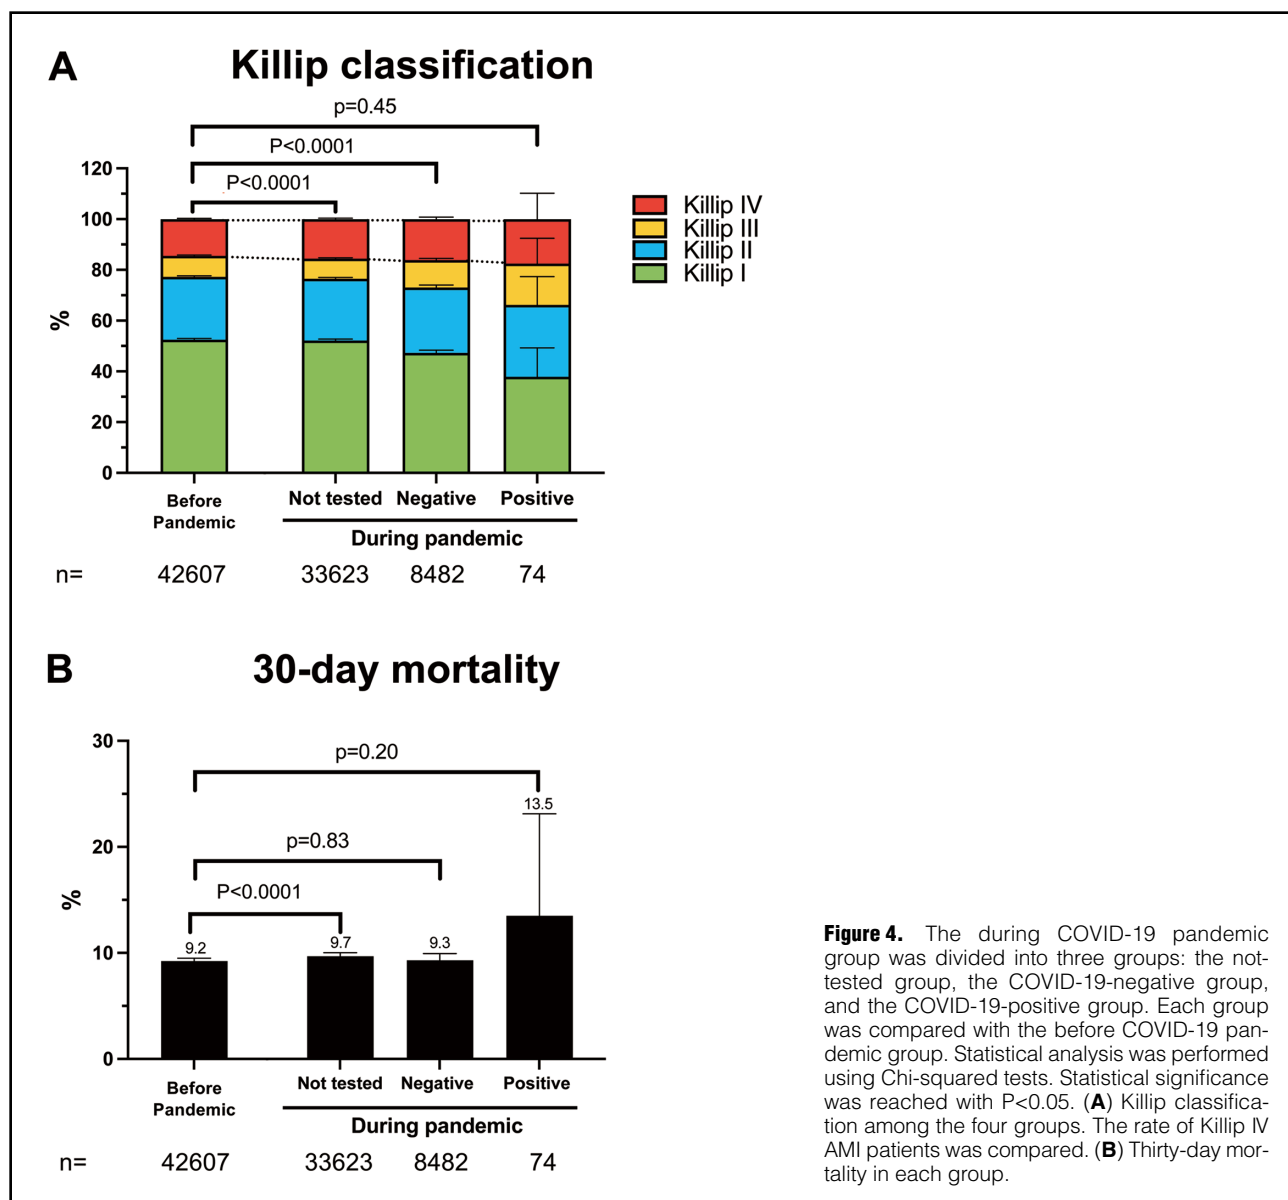 A Killip classification
p=0.45
P<0.0001
P<0.0001
120
100
80
60
40
20
0
%
Killip IV
Killip III
Killip II
Killip I
Before
Pandemic
Not tested Negative Positive
During pandemic
n= 42607 33623 8482 74
B 30-day mortality
30
20
10
0
%
p=0.20
p=0.83
P<0.0001
9.2
9.7
9.3
13.5
Before
Pandemic
Not tested Negative Positive
During pandemic
n= 42607 33623 8482 74
Figure 4. The during COVID-19 pandemic
group was divided into three groups: the not-
tested group, the COVID-19-negative group,
and the COVID-19-positive group. Each group
was compared with the before COVID-19 pan-
demic group. Statistical analysis was performed
using Chi-squared tests. Statistical significance
was reached with P<0.05. (A) Killip classifica-
tion among the four groups. The rate of Killip IV
AMI patients was compared. (B) Thirty-day mor-
tality in each group.